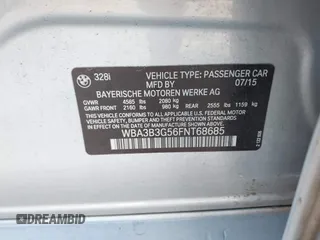 328i
VEHICLE TYPE: PASSENGER CAR
07/15
BAYERISCHE MOTOREN WERKE AG
GVWR 4585 lbs 2080 kg
GAWR FRONT 2160 lbs 980 kg REAR 2555 lbs 1159 kg
THIS VEHICLE CONFORMS TO ALL APPLICABLE
U.S. FEDERAL MOTOR VEHICLE SAFETY, BUMPER AND THEFT
PREVENTION STANDARDS IN EFFECT ON THE DATE OF
MANUFACTURE SHOWN ABOVE.
WBA3B3G56FNT68685
DREAMBID